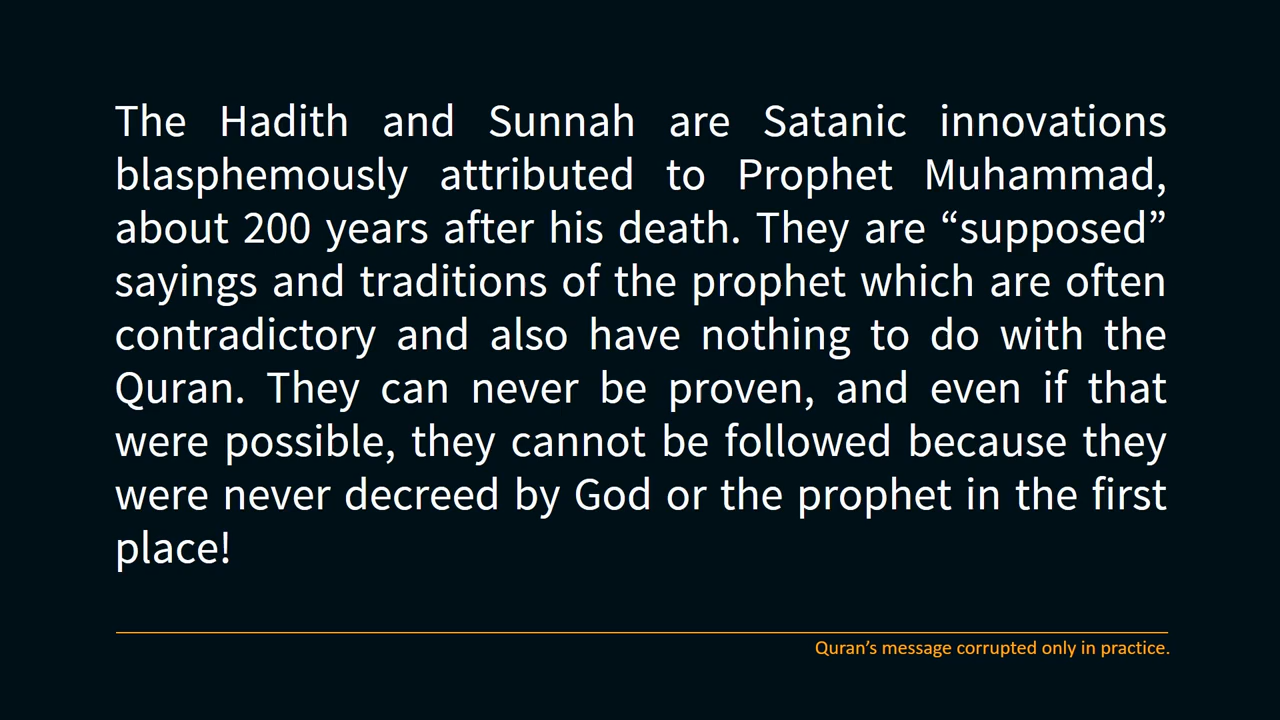 The Hadith and Sunnah are Satanic innovations
blasphemously attributed to Prophet Muhammad,
about 200 years after his death. They are “supposed”
sayings and traditions of the prophet which are often
contradictory and also have nothing to do with the
Quran. They can never be proven, and even if that
were possible, they cannot be followed because they
were never decreed by God or the prophet in the first
place!
Quran’s message corrupted only in practice.